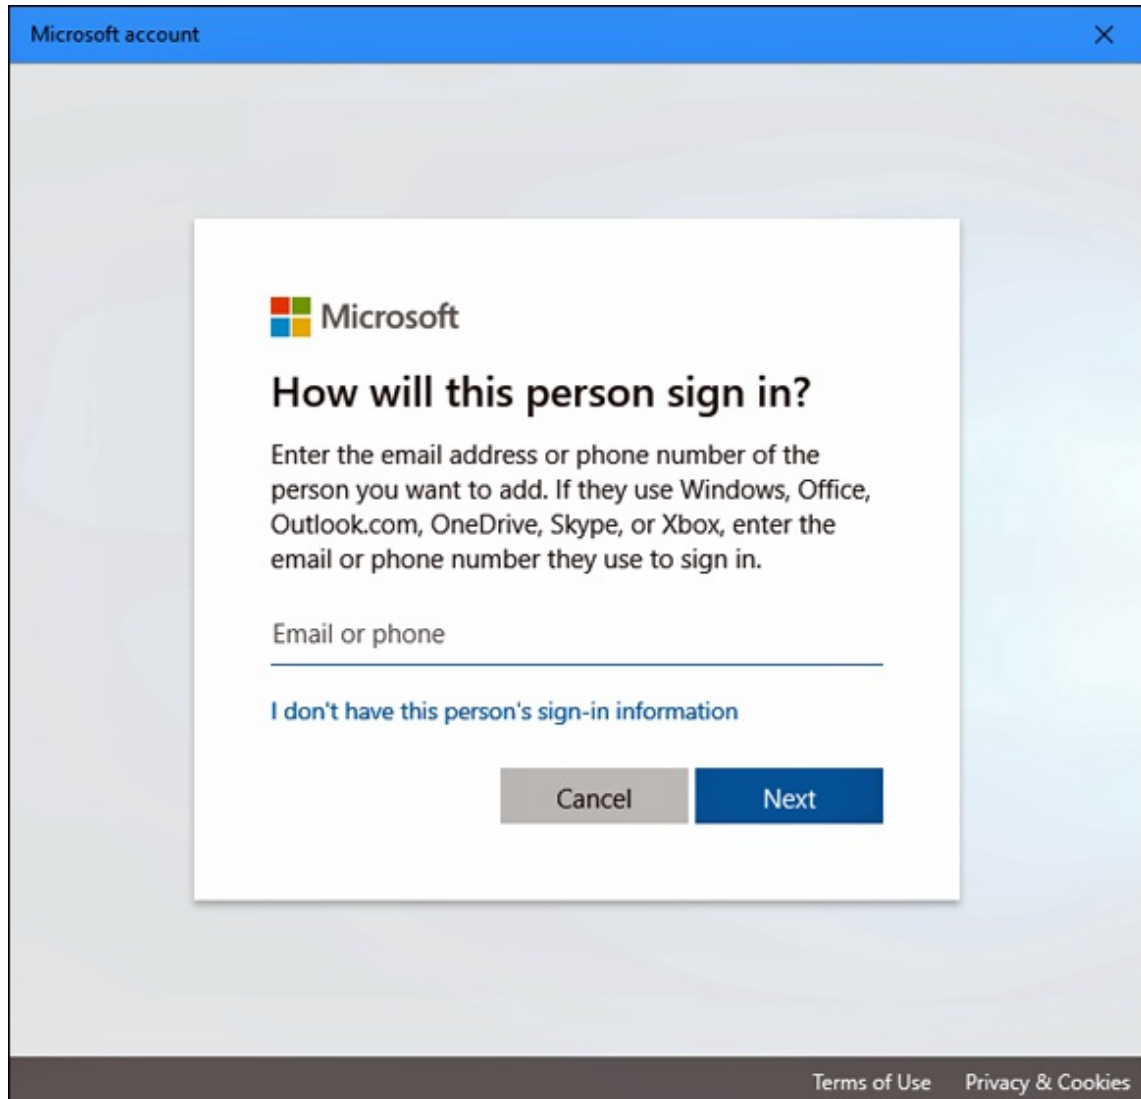 Microsoft account
Microsoft
How will this person sign in?
Enter the email address or phone number of the
person you want to add. If they use Windows, Office,
Outlook.com, OneDrive, Skype, or Xbox, enter the
email or phone number they use to sign in.
Email or phone
I don't have this person's sign-in information
Cancel Next
Terms of Use Privacy & Cookies